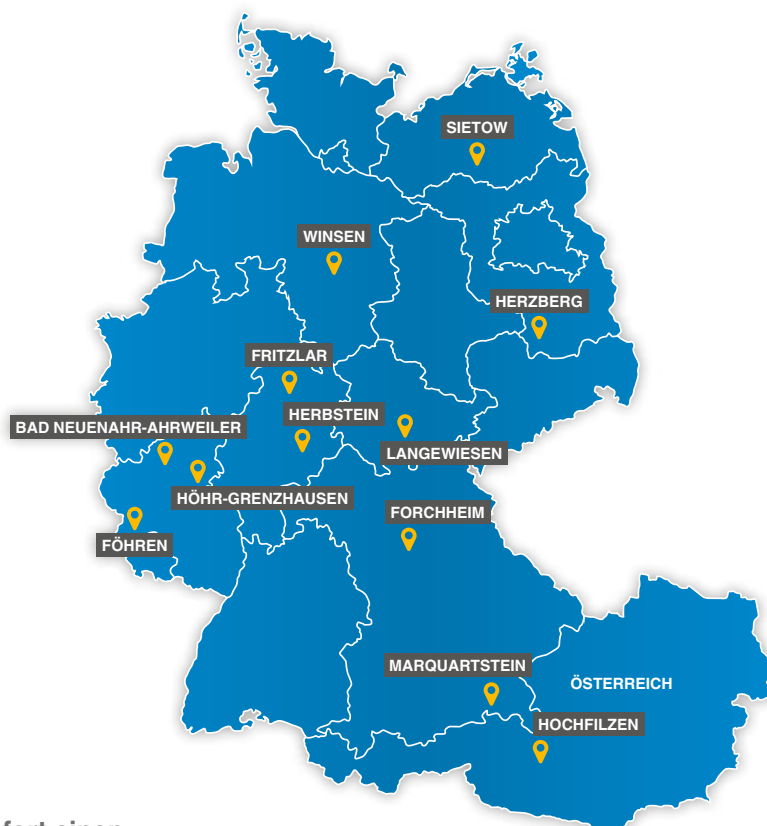 SIETOW
WINSEN
HERZBERG
FRITZLAR
HERBSTEIN
BAD NEUENAHR-AHRWEILER
LANGEWIESEN
HÖHR-GRENZHAUSEN
FORCHHEIM
FÖHREN
MARQUARTSTEIN
ÖSTERREICH
HOCHFILZEN